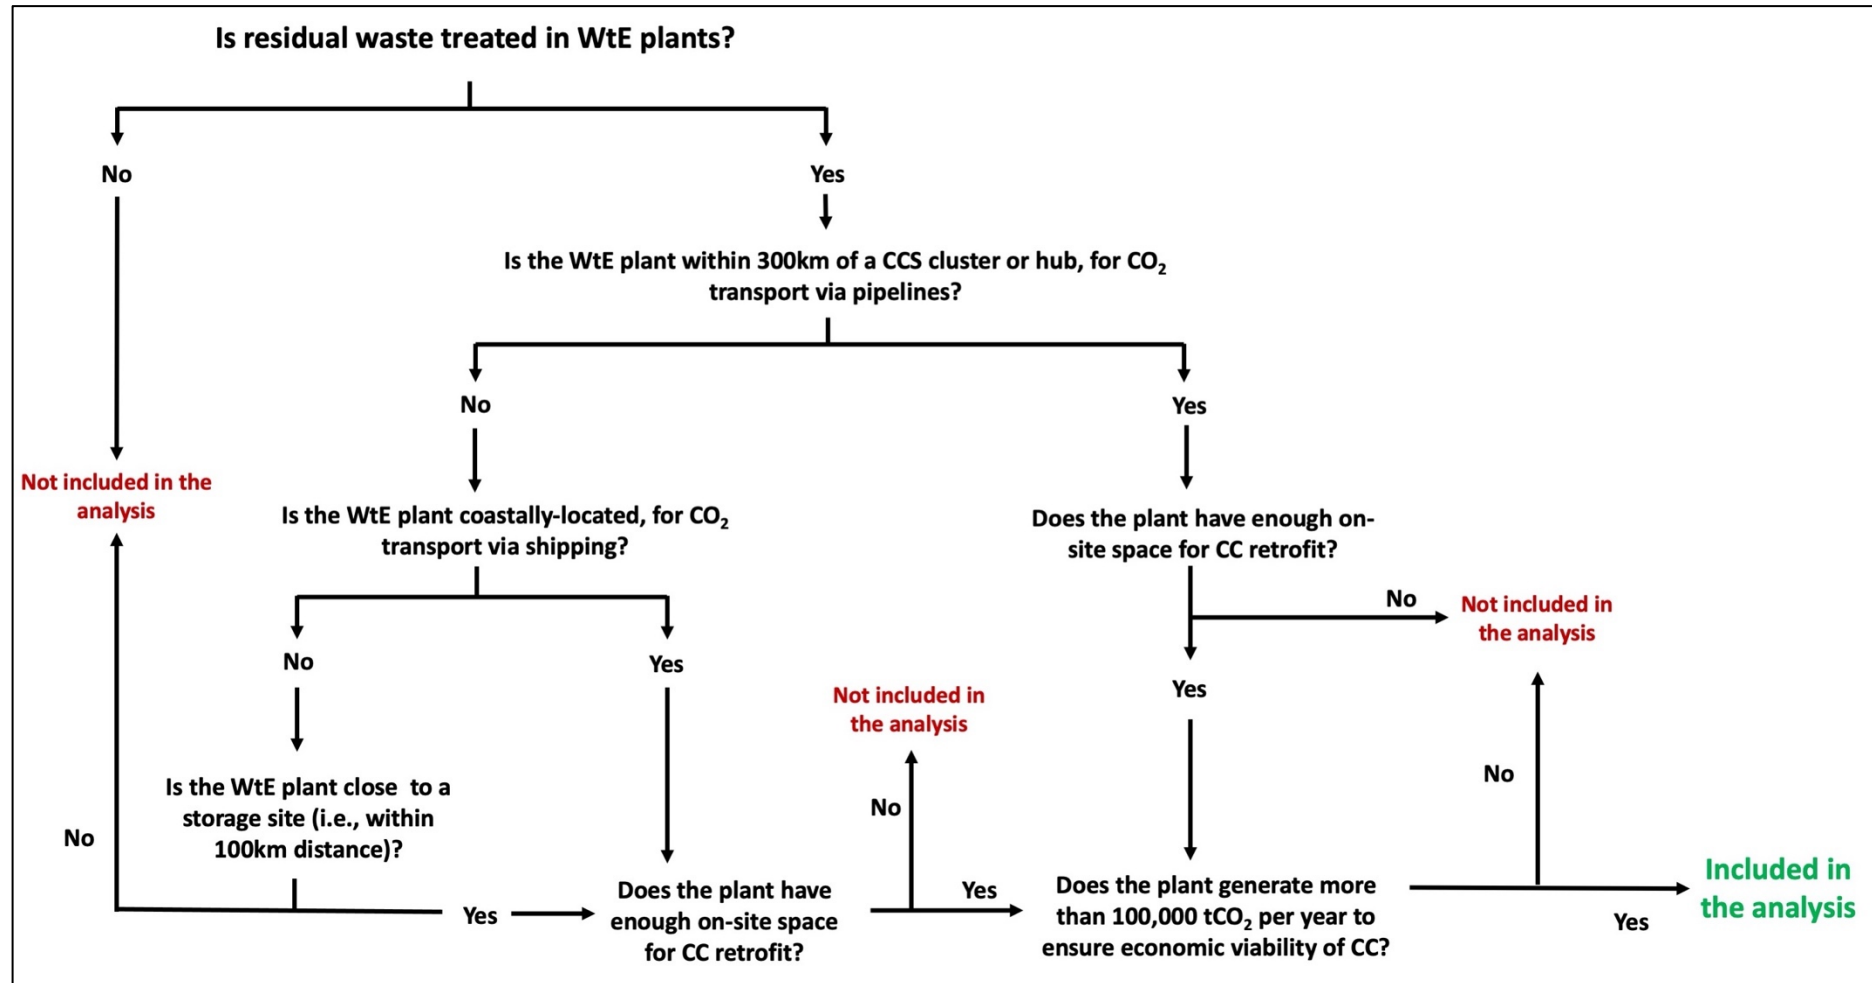 Is residual waste treated in WtE plants?
No
Yes
Is the WtE plant within 300km of a CCS cluster or hub, for CO₂
transport via pipelines?
No
Yes
Not included in the
analysis
Is the WtE plant coastally-located, for CO₂
transport via shipping?
Does the plant have enough on-
site space for CC retrofit?
No
Not included in
the analysis
No
Yes
Yes
Not included in
the analysis
No
Is the WtE plant close  to a
storage site (i.e., within
100km distance)?
No
No
Yes
Does the plant have
enough on-site space
for CC retrofit?
Yes
Does the plant generate more
than 100,000 tCO₂ per year to
ensure economic viability of CC?
Yes
Included in
the analysis